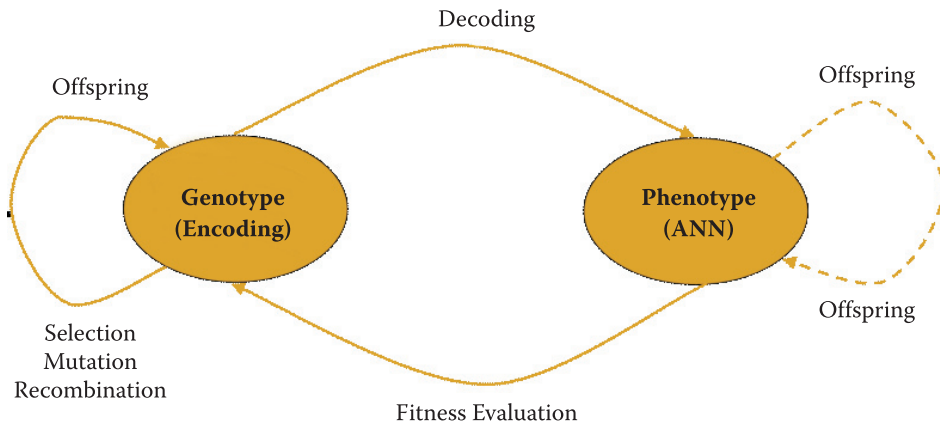 Decoding
Offspring
Offspring
Genotype
(Encoding)
Phenotype
(ANN)
Offspring
Selection
Mutation
Recombination
Fitness Evaluation